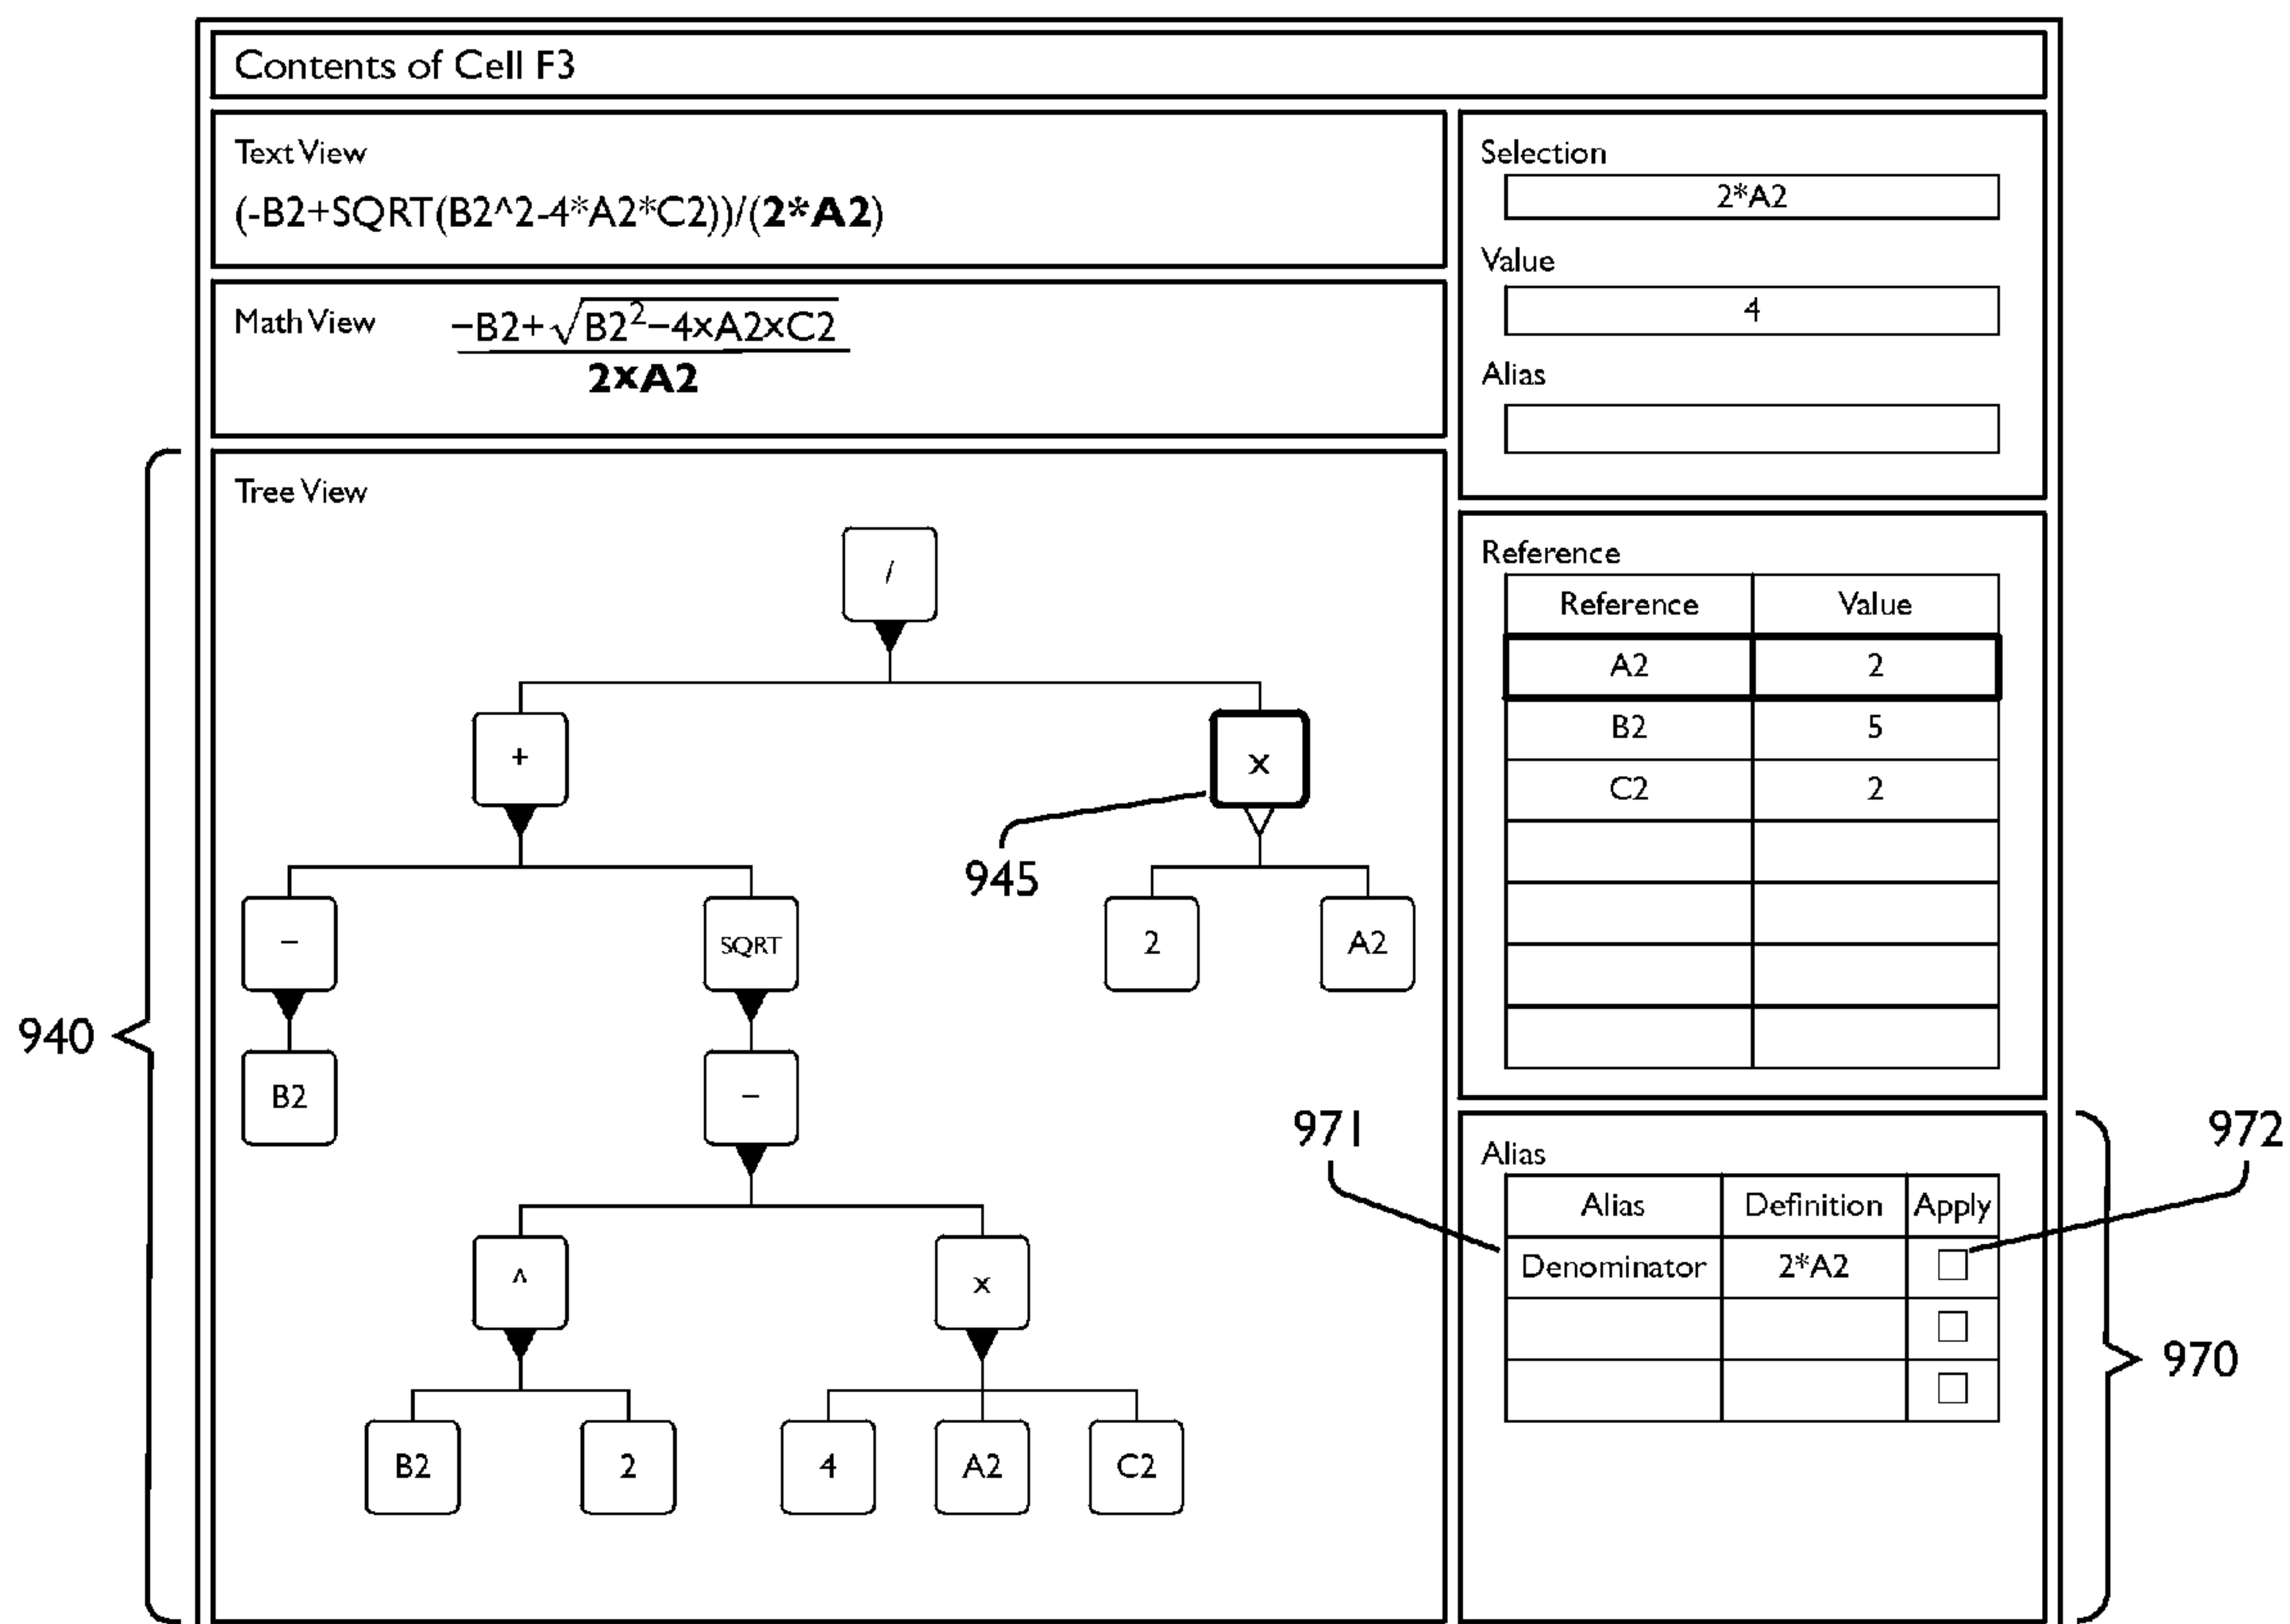 Contents of Cell F3
Text View
(-B2+SQRT(B2^2-4*A2*C2))/(2*A2)
Math View
−B2+√B2²−4xA2xC2
2xA2
Tree View
/
+ x
945
− SQRT 2 A2
940
B2 −
^ x
B2 2 4 A2 C2
Selection
2*A2
Value
4
Alias
Reference
Reference Value
A2 2
B2 5
C2 2
971 972
Alias
Alias Definition Apply
Denominator 2*A2
970